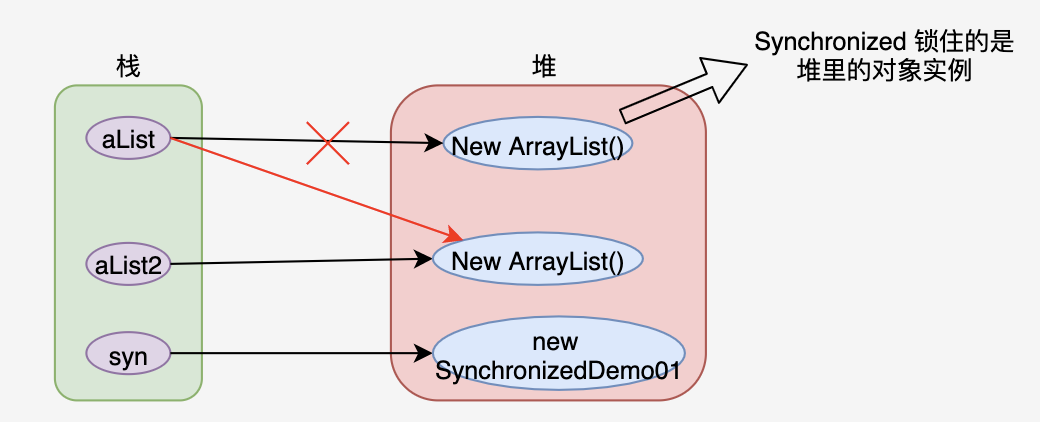 Synchronized 锁住的是
堆里的对象实例
栈
堆
aList
New ArrayList()
aList2
New ArrayList()
syn
new
SynchronizedDemo01